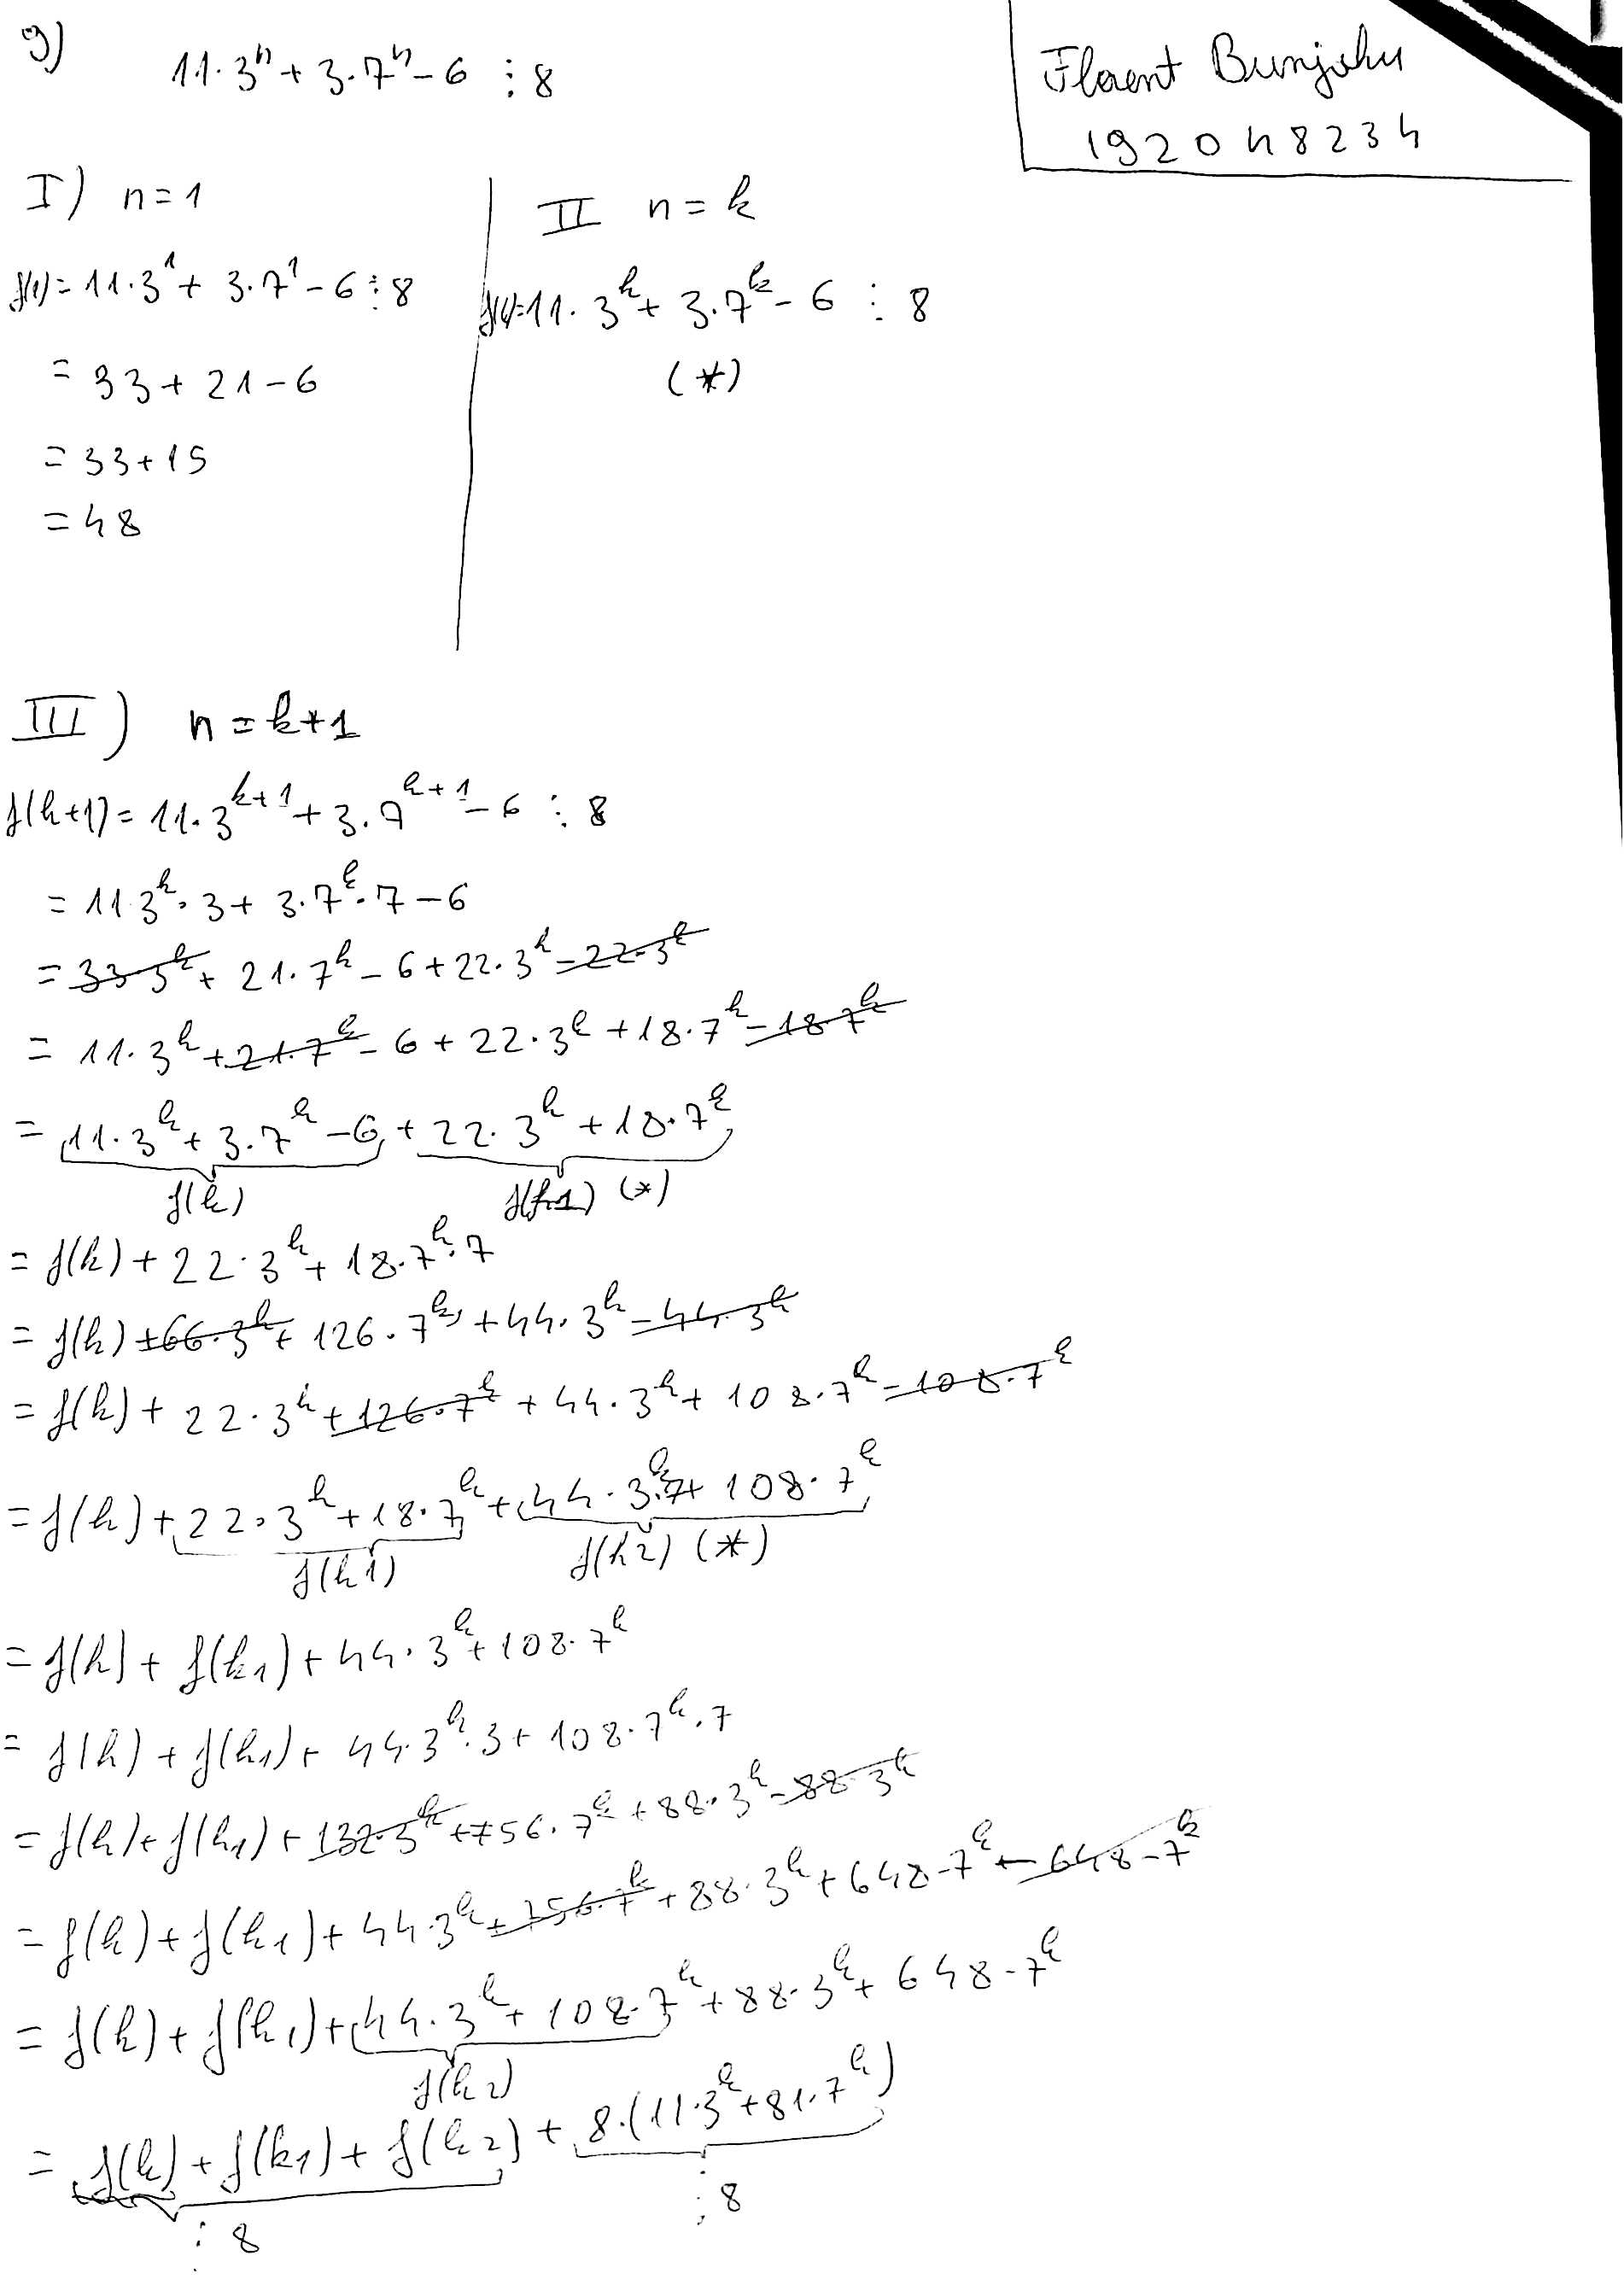 9) 11·3ⁿ + 3·7ⁿ - 6 ⋮ 8
Florent Bunjaku
192048234
I) n=1
f(1)= 11·3¹ + 3·7¹ - 6 ⋮ 8
= 33 + 21 - 6
= 33 + 15
= 48
II n = k
f(k)= 11·3ᵏ + 3·7ᵏ - 6 ⋮ 8
(*)
III) n = k+1
f(k+1) = 11·3ᵏ⁺¹ + 3·7ᵏ⁺¹ - 6 ⋮ 8
= 11·3ᵏ·3 + 3·7ᵏ·7 - 6
= 33·3ᵏ + 21·7ᵏ - 6 + 22·3ᵏ - 22·3ᵏ
= 11·3ᵏ + 21·7ᵏ - 6 + 22·3ᵏ + 18·7ᵏ - 18·7ᵏ
= 11·3ᵏ + 3·7ᵏ - 6 + 22·3ᵏ + 18·7ᵏ
f(k) f(k1) (*)
= f(k) + 22·3ᵏ + 18·7ᵏ·7
= f(k) + 66·3ᵏ + 126·7ᵏ + 44·3ᵏ - 44·3ᵏ
= f(k) + 22·3ᵏ + 126·7ᵏ + 44·3ᵏ + 108·7ᵏ - 108·7ᵏ
= f(k) + 22·3ᵏ + 18·7ᵏ + 44·3ᵏ + 108·7ᵏ
f(k1) f(k2) (*)
= f(k) + f(k1) + 44·3ᵏ + 108·7ᵏ
= f(k) + f(k1) + 44·3ᵏ·3 + 108·7ᵏ·7
= f(k) + f(k1) + 132·3ᵏ + 756·7ᵏ + 88·3ᵏ - 88·3ᵏ
= f(k) + f(k1) + 44·3ᵏ + 756·7ᵏ + 88·3ᵏ + 648·7ᵏ - 648·7ᵏ
= f(k) + f(k1) + 44·3ᵏ + 108·7ᵏ + 88·3ᵏ + 648·7ᵏ
f(k2)
= f(k) + f(k1) + f(k2) + 8·(11·3ᵏ + 81·7ᵏ)
⋮ 8 ⋮ 8